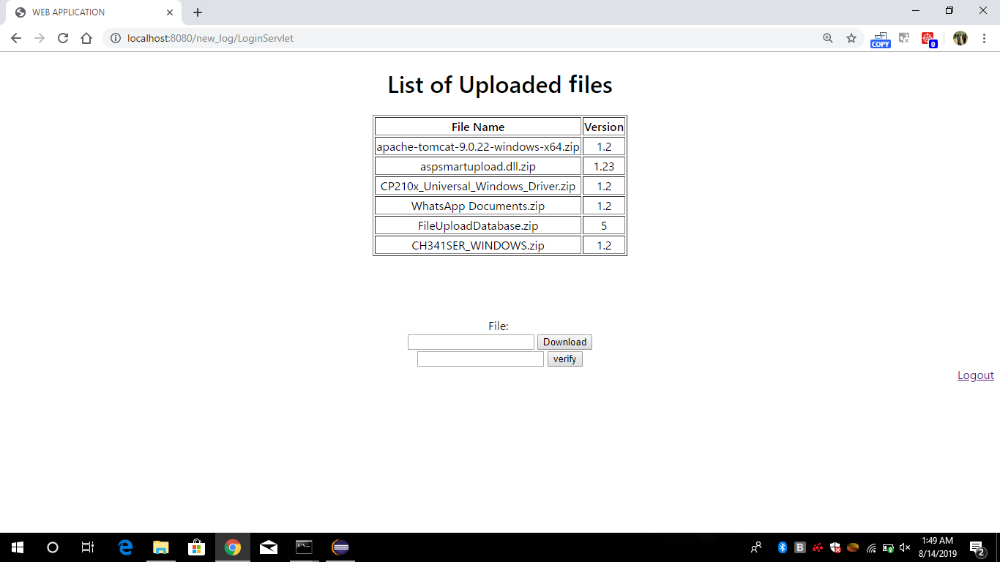 WEB APPLICATION
localhost:8080/new_log/LoginServlet
COPY
0
List of Uploaded files
File Name Version
apache-tomcat-9.0.22-windows-x64.zip 1.2
aspsmartupload.dll.zip 1.23
CP210x_Universal_Windows_Driver.zip 1.2
WhatsApp Documents.zip 1.2
FileUploadDatabase.zip 5
CH341SER_WINDOWS.zip 1.2
File:
Download
verify
Logout
1:49 AM
8/14/2019
2